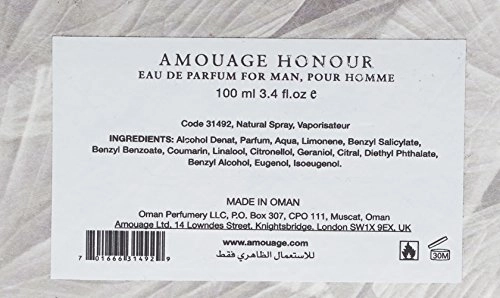 AMOUAGE HONOUR
EAU DE PARFUM FOR MAN, POUR HOMME
100 ml 3.4 fl.oz e
Code 31492, Natural Spray, Vaporisateur
INGREDIENTS: Alcohol Denat, Parfum, Aqua, Limonene, Benzyl Salicylate,
Benzyl Benzoate, Coumarin, Linalool, Citronellol, Geraniol, Citral, Diethyl Phthalate,
Benzyl Alcohol, Eugenol, Isoeugenol.
MADE IN OMAN
Oman Perfumery LLC, P.O. Box 307, CPO 111, Muscat, Oman
Amouage Ltd. 14 Lowndes Street, Knightsbridge, London SW1X 9EX, UK
www.amouage.com
للاستعمال الظاهري فقط
7 01666 31492 9
30M